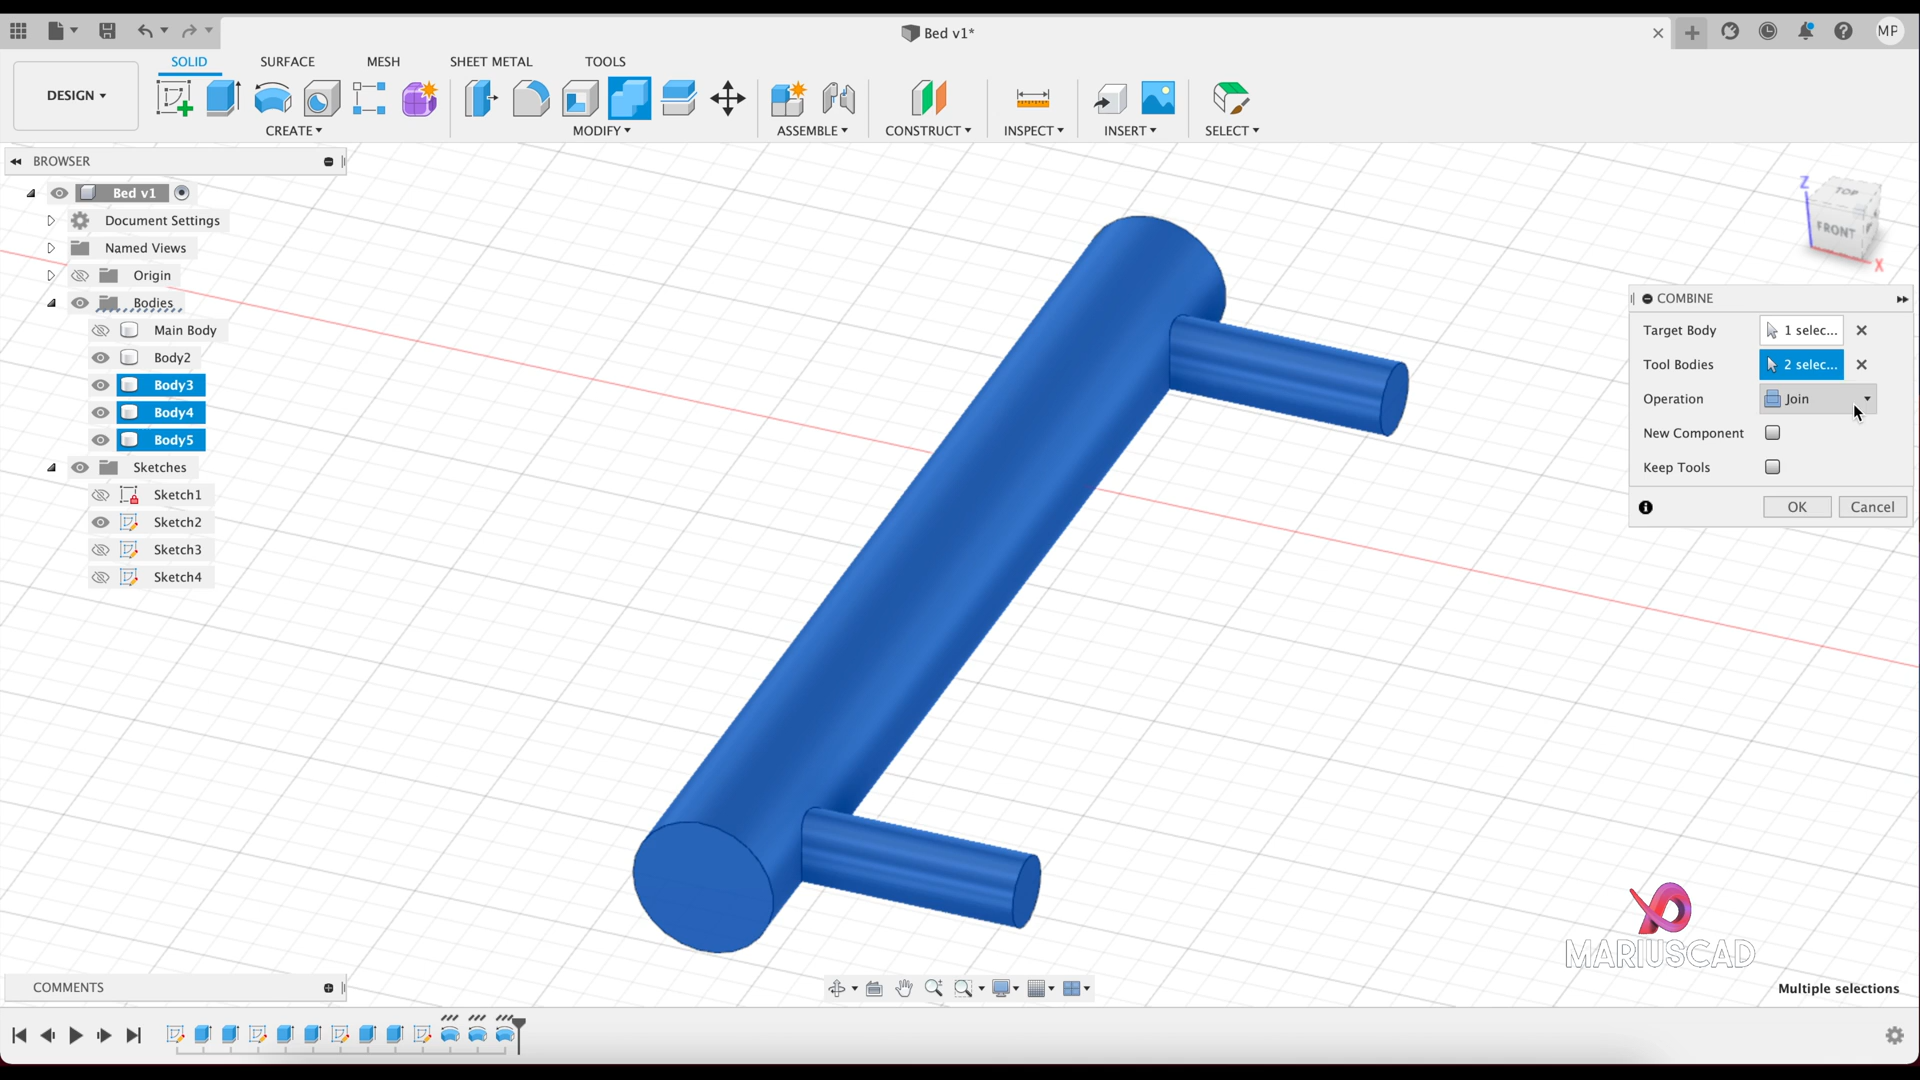 Bed v1*
MP
DESIGN
SOLID
SURFACE
MESH
SHEET METAL
TOOLS
CREATE
MODIFY
ASSEMBLE
CONSTRUCT
INSPECT
INSERT
SELECT
BROWSER
Bed v1
Document Settings
Named Views
Origin
Bodies
Main Body
Body2
Body3
Body4
Body5
Sketches
Sketch1
Sketch2
Sketch3
Sketch4
Z
TOP
FRONT
X
COMBINE
Target Body 1 selec...
Tool Bodies 2 selec...
Operation Join
New Component
Keep Tools
OK Cancel
MARIUSCAD
COMMENTS
Multiple selections